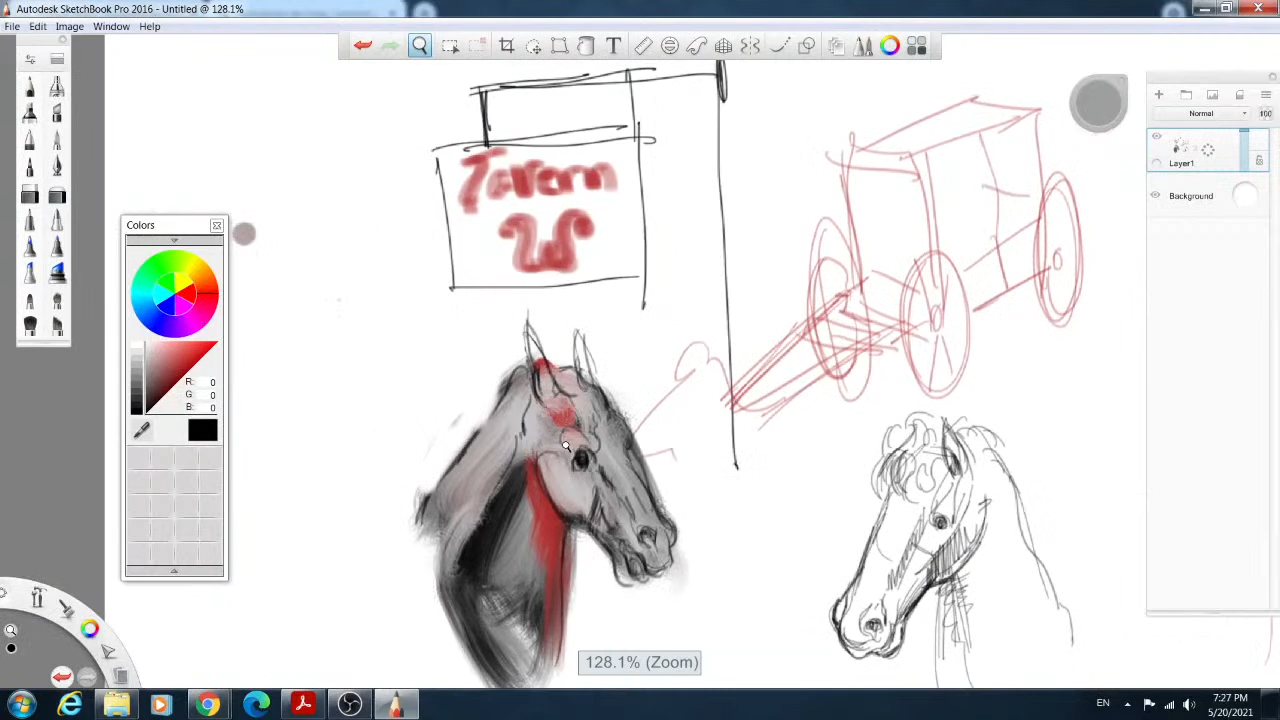 Autodesk SketchBook Pro 2016 - Untitled @ 128.1%
File Edit Image Window Help
T
Normal 100
Layer1
Background
Tavern
Colors
R: 0
G: 0
B: 0
128.1% (Zoom)
EN 7:27 PM
5/20/2021